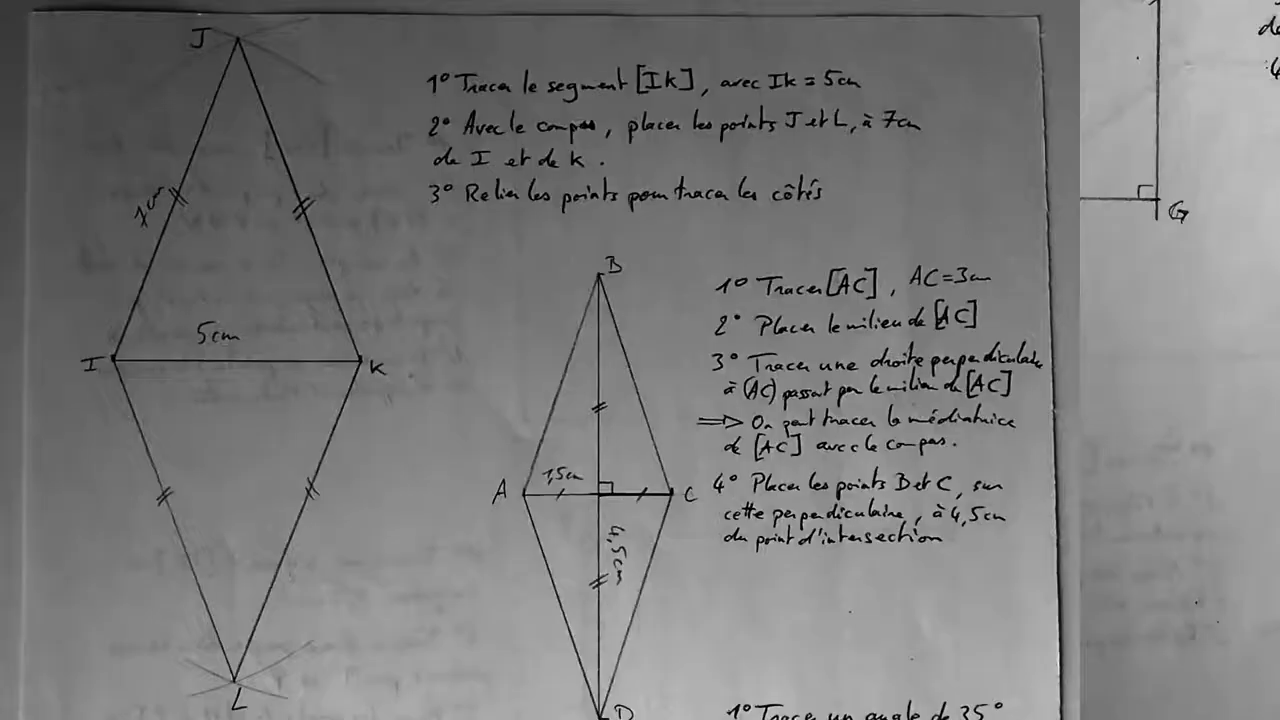 J
1° Tracer le segment [IK], avec IK = 5cm
2° Avec le compas, placer les points J et L, à 7cm
de I et de K.
3° Relier les points pour tracer les côtés
7cm
5cm
I
K
L
B
1° Tracer [AC], AC=3cm
2° Placer le milieu de [AC]
3° Tracer une droite perpendiculaire
à (AC) passant par le milieu de [AC]
=> On peut tracer la médiatrice
de [AC] avec le compas.
4° Placer les points B et C, sur
cette perpendiculaire, à 4,5cm
du point d'intersection
1,5cm
A
C
4,5cm
D
1° Tracer un angle de 35°
G
de